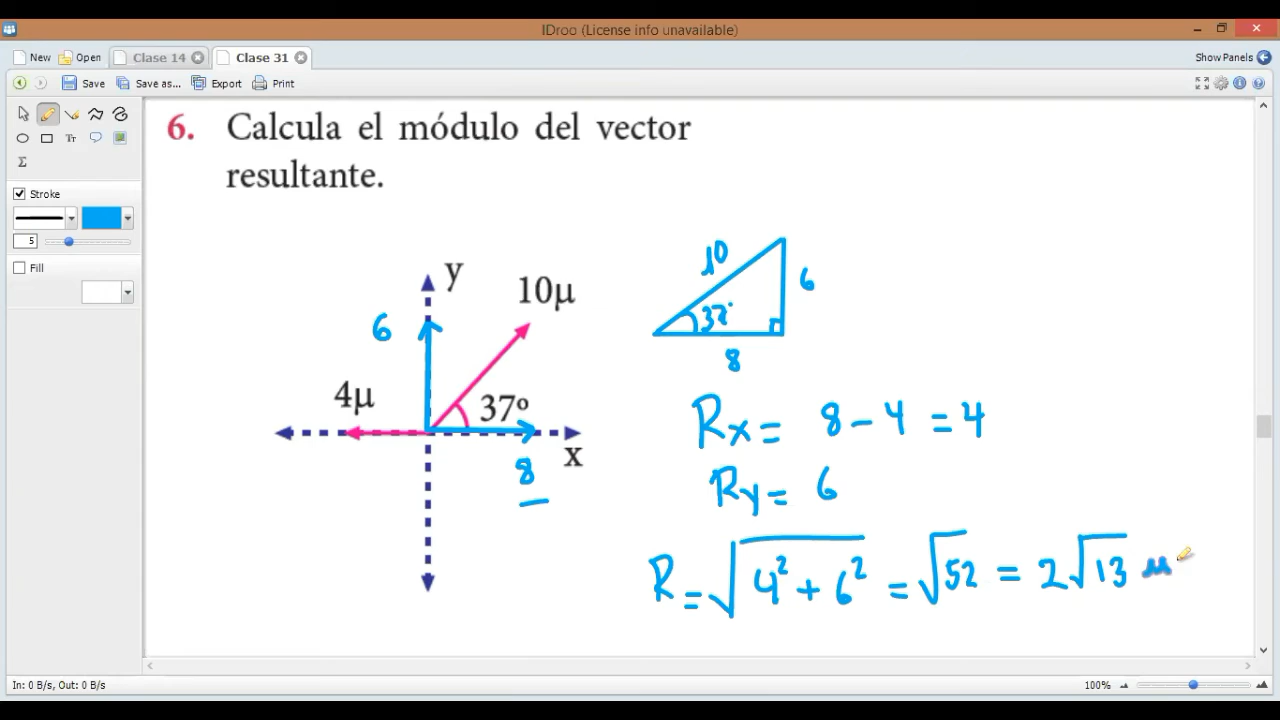 IDroo (License info unavailable)
New Open Clase 14 Clase 31 Show Panels
Save Save as... Export Print
Tr
Σ
Stroke
5
Fill
6. Calcula el módulo del vector
resultante.
y
10μ
6
4μ
37º
x
8
10
6
37°
8
Rx = 8 - 4 = 4
Ry = 6
R = √4² + 6² = √52 = 2√13 μ
In: 0 B/s, Out: 0 B/s 100%